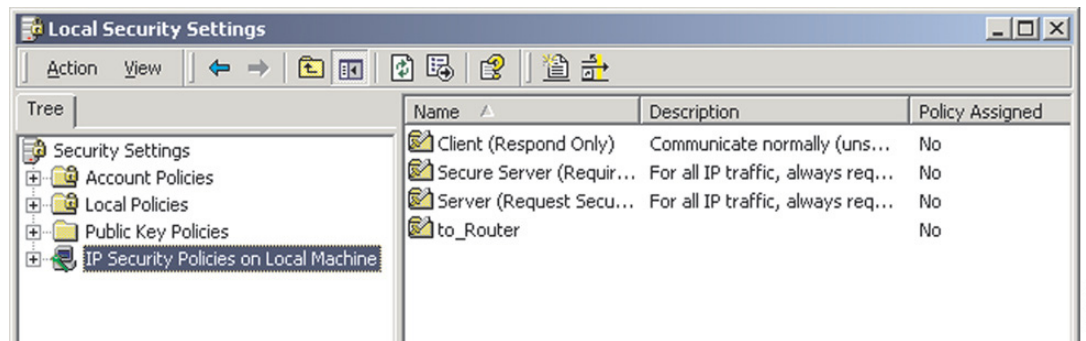 Local Security Settings
Action View
Tree
Name Description Policy Assigned
Security Settings
Account Policies
Local Policies
Public Key Policies
IP Security Policies on Local Machine
Client (Respond Only) Communicate normally (uns... No
Secure Server (Requir... For all IP traffic, always req... No
Server (Request Secu... For all IP traffic, always req... No
to_Router No